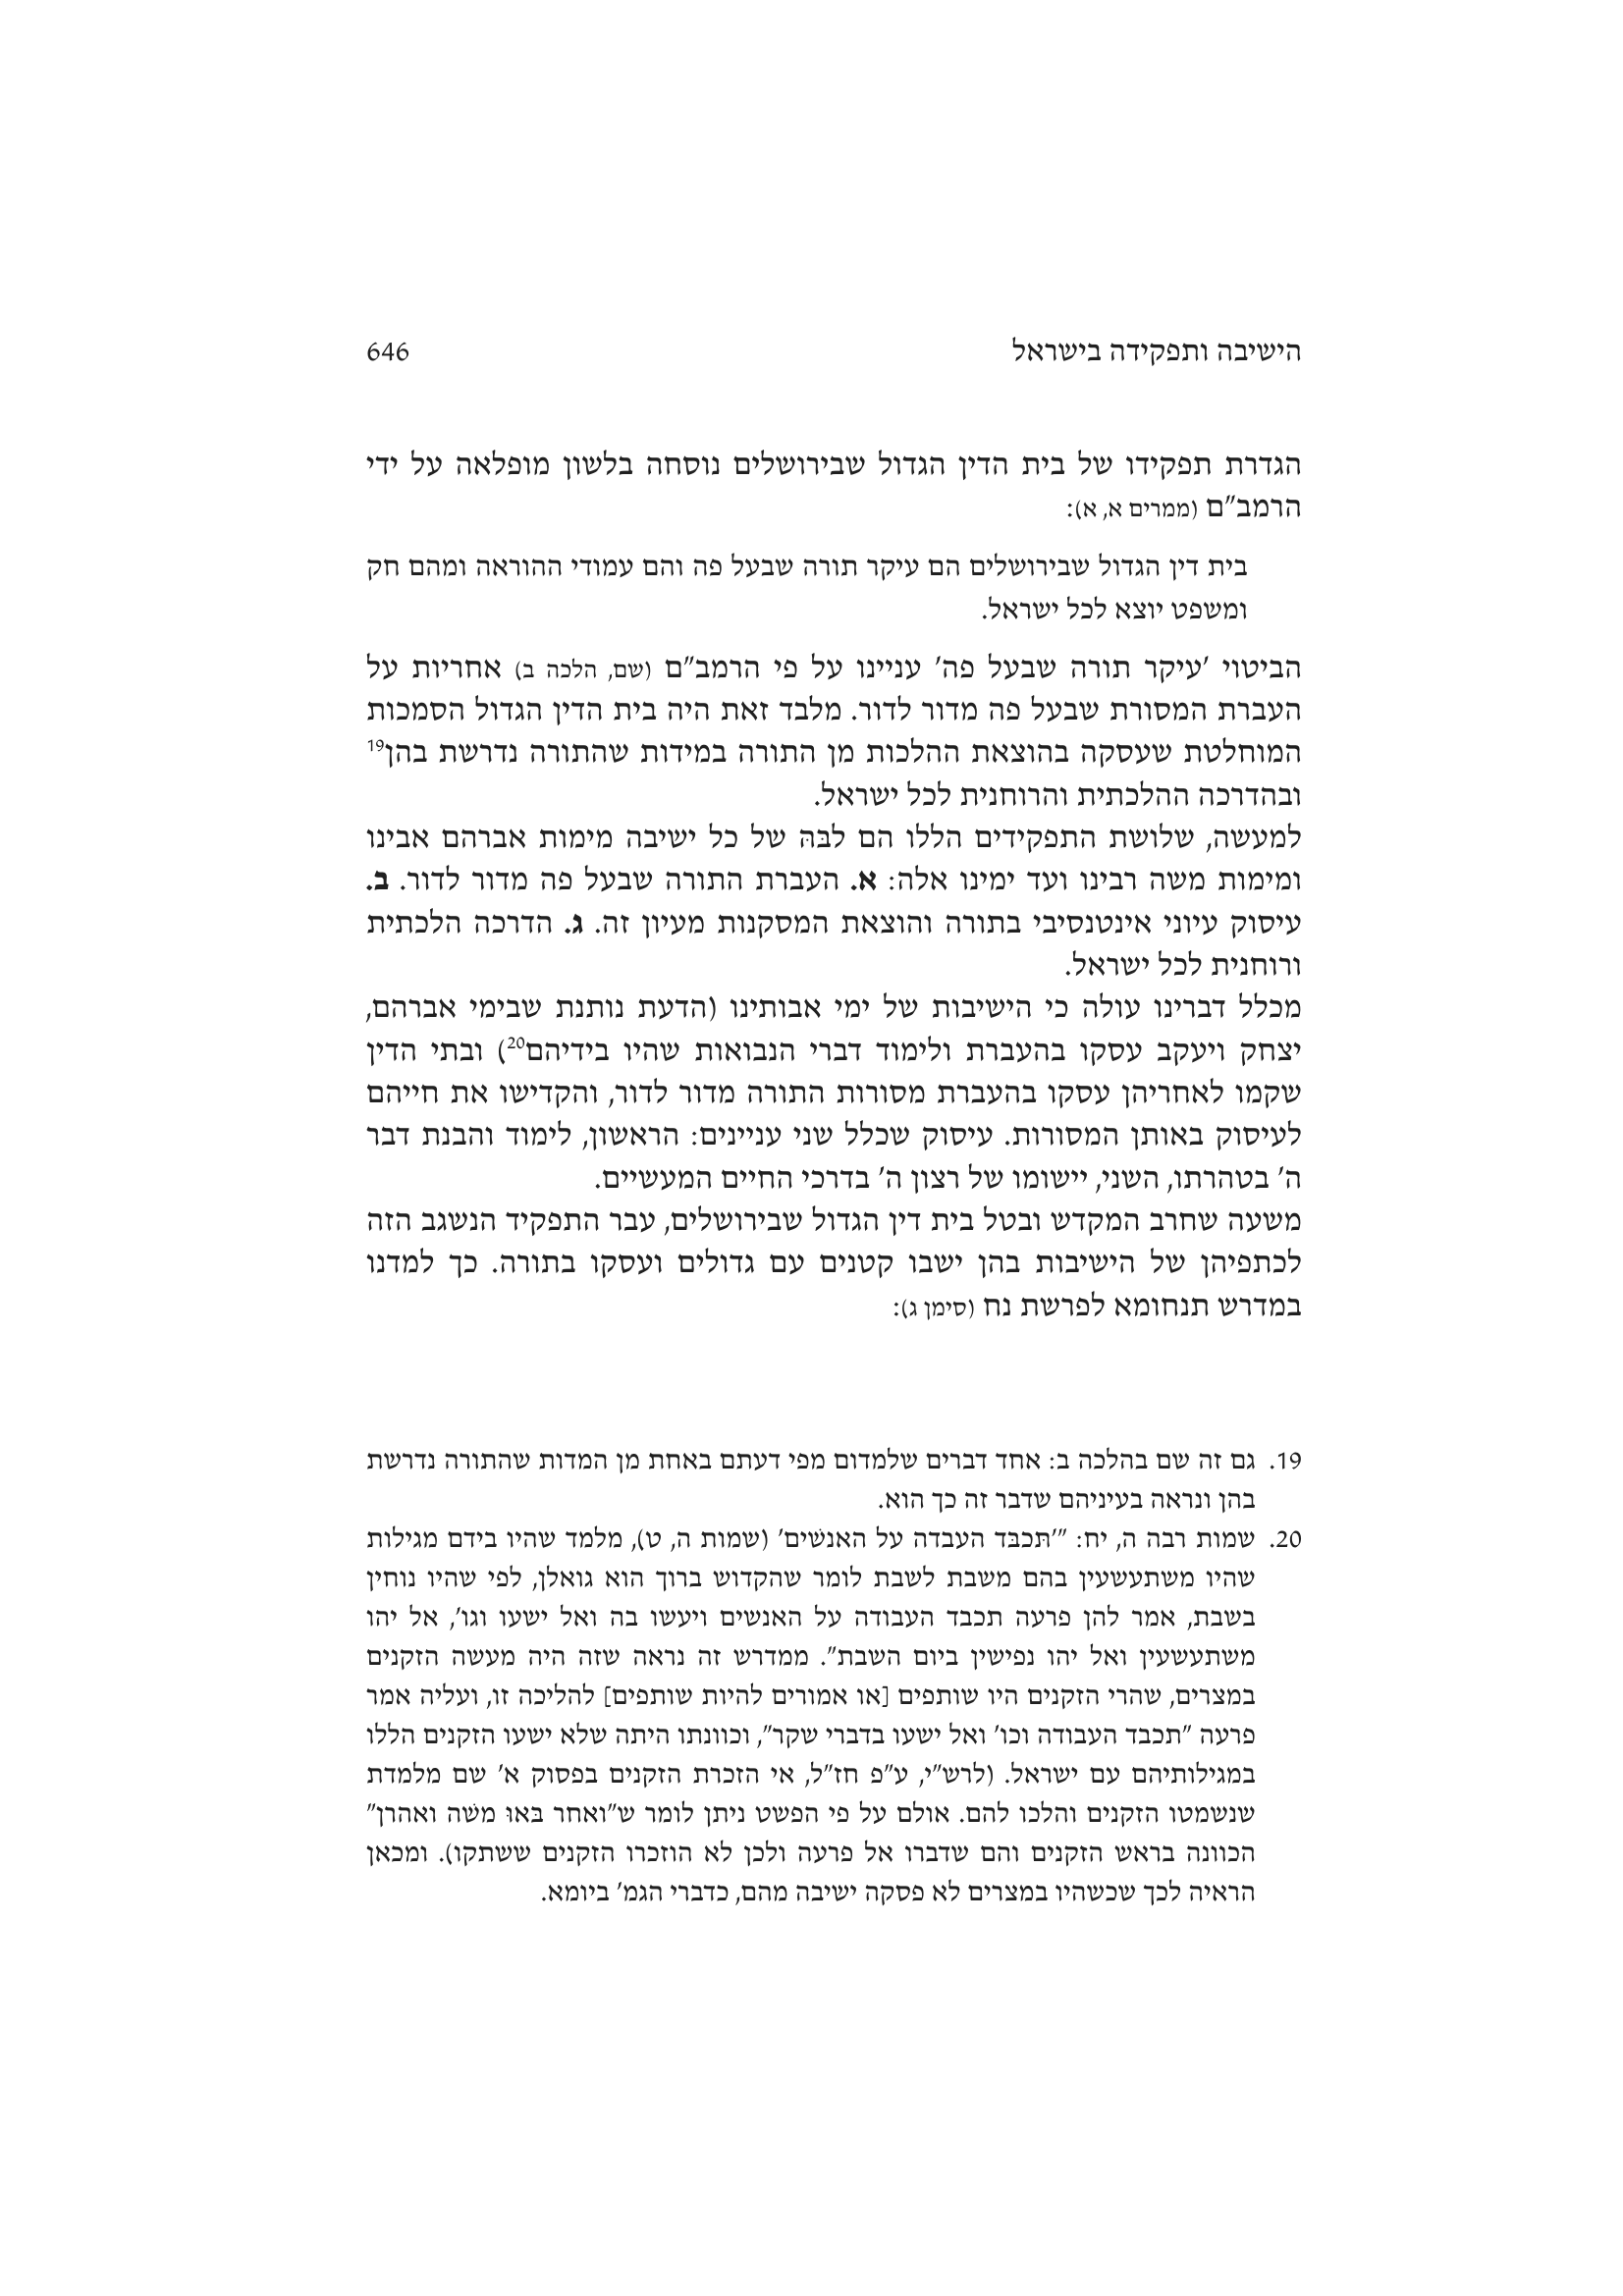 הישיבה ותפקידה בישראל 646
הגדרת תפקידו של בית הדין הגדול שבירושלים נוסחה בלשון מופלאה על ידי
הרמב"ם (ממרים א, א):
בית דין הגדול שבירושלים הם עיקר תורה שבעל פה והם עמודי ההוראה ומהם חק
ומשפט יוצא לכל ישראל.
הביטוי 'עיקר תורה שבעל פה' עניינו על פי הרמב"ם (שם, הלכה ב) אחריות על
העברת המסורת שבעל פה מדור לדור. מלבד זאת היה בית הדין הגדול הסמכות
המוחלטת שעסקה בהוצאת ההלכות מן התורה במידות שהתורה נדרשת בהן19
ובהדרכה ההלכתית והרוחנית לכל ישראל.
למעשה, שלושת התפקידים הללו הם לבּהּ של כל ישיבה מימות אברהם אבינו
ומימות משה רבינו ועד ימינו אלה: א. העברת התורה שבעל פה מדור לדור. ב.
עיסוק עיוני אינטנסיבי בתורה והוצאת המסקנות מעיון זה. ג. הדרכה הלכתית
ורוחנית לכל ישראל.
מכלל דברינו עולה כי הישיבות של ימי אבותינו (הדעת נותנת שבימי אברהם,
יצחק ויעקב עסקו בהעברת ולימוד דברי הנבואות שהיו בידיהם20) ובתי הדין
שקמו לאחריהן עסקו בהעברת מסורות התורה מדור לדור, והקדישו את חייהם
לעיסוק באותן המסורות. עיסוק שכלל שני עניינים: הראשון, לימוד והבנת דבר
ה' בטהרתו, השני, יישומו של רצון ה' בדרכי החיים המעשיים.
משעה שחרב המקדש ובטל בית דין הגדול שבירושלים, עבר התפקיד הנשגב הזה
לכתפיהן של הישיבות בהן ישבו קטנים עם גדולים ועסקו בתורה. כך למדנו
במדרש תנחומא לפרשת נח (סימן ג):
19. גם זה שם בהלכה ב: אחד דברים שלמדום מפי דעתם באחת מן המדות שהתורה נדרשת
בהן ונראה בעיניהם שדבר זה כך הוא.
20. שמות רבה ה, יח: "'תּכבּד העבדה על האנשׁים' (שמות ה, ט), מלמד שהיו בידם מגילות
שהיו משתעשעין בהם משבת לשבת לומר שהקדוש ברוך הוא גואלן, לפי שהיו נוחין
בשבת, אמר להן פרעה תכבד העבודה על האנשים ויעשו בה ואל ישעו וגו', אל יהו
משתעשעין ואל יהו נפישין ביום השבת". ממדרש זה נראה שזה היה מעשה הזקנים
במצרים, שהרי הזקנים היו שותפים [או אמורים להיות שותפים] להליכה זו, ועליה אמר
פרעה "תכבד העבודה וכו' ואל ישעו בדברי שקר", וכוונתו היתה שלא ישעו הזקנים הללו
במגילותיהם עם ישראל. (לרש"י, ע"פ חז"ל, אי הזכרת הזקנים בפסוק א' שם מלמדת
שנשמטו הזקנים והלכו להם. אולם על פי הפשט ניתן לומר ש"ואחר בּאוּ משׁה ואהרן"
הכוונה בראש הזקנים והם שדברו אל פרעה ולכן לא הוזכרו הזקנים ששתקו). ומכאן
הראיה לכך שכשהיו במצרים לא פסקה ישיבה מהם, כדברי הגמ' ביומא.